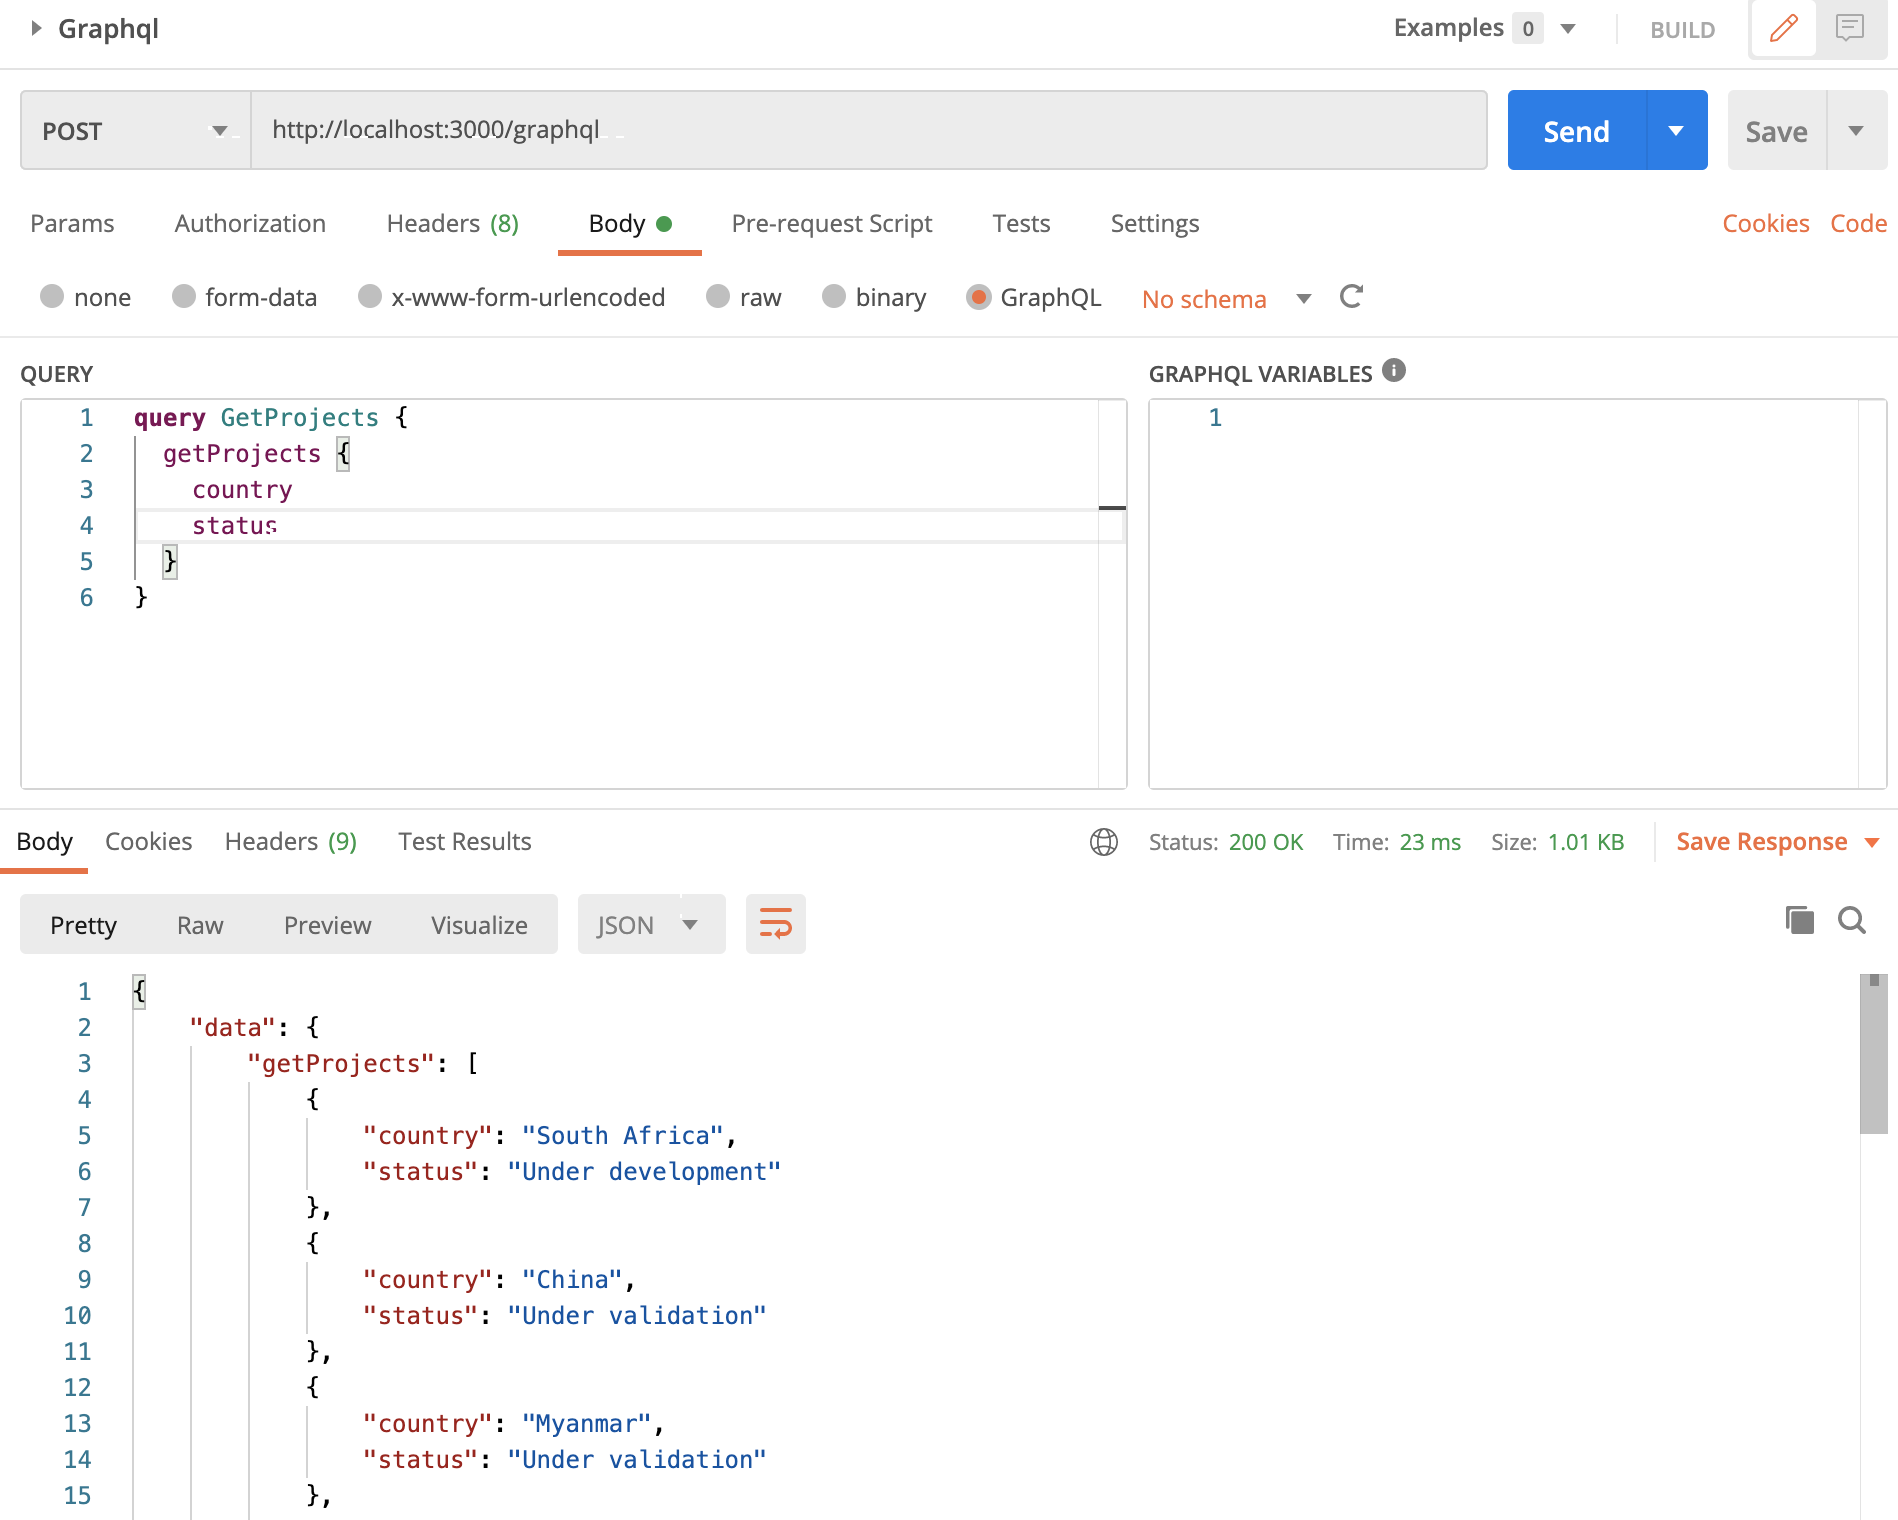 Graphql
Examples 0
BUILD
POST
http://localhost:3000/graphql
Send
Save
Params Authorization Headers (8) Body Pre-request Script Tests Settings Cookies Code
none form-data x-www-form-urlencoded raw binary GraphQL No schema
QUERY
1 query GetProjects {
2 getProjects {
3 country
4 status
5 }
6 }
GRAPHQL VARIABLES
1
Body Cookies Headers (9) Test Results Status: 200 OK Time: 23 ms Size: 1.01 KB Save Response
Pretty Raw Preview Visualize JSON
1 {
2 "data": {
3 "getProjects": [
4 {
5 "country": "South Africa",
6 "status": "Under development"
7 },
8 {
9 "country": "China",
10 "status": "Under validation"
11 },
12 {
13 "country": "Myanmar",
14 "status": "Under validation"
15 },